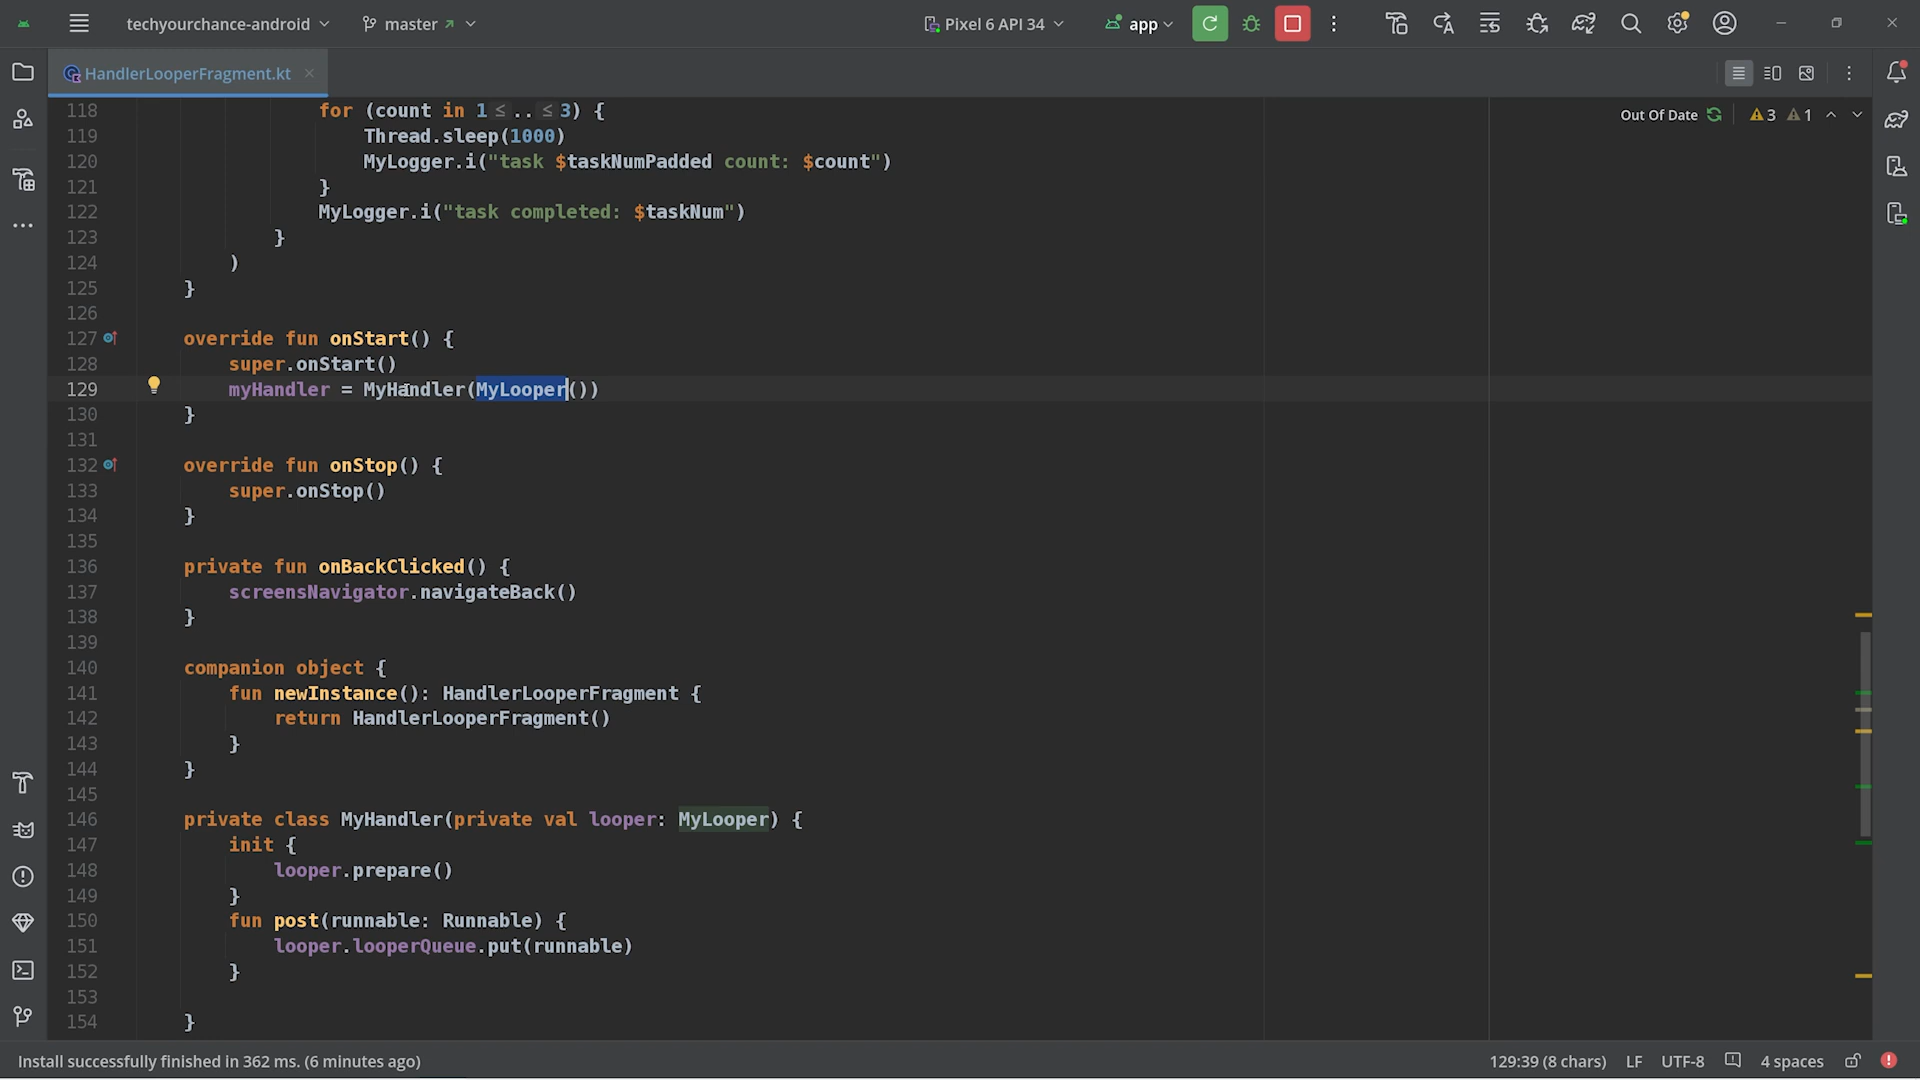 techyourchance-android
master
Pixel 6 API 34
app
HandlerLooperFragment.kt
Out Of Date
3
1
118 for (count in 1 ≤ .. ≤ 3) {
119 Thread.sleep(1000)
120 MyLogger.i("task $taskNumPadded count: $count")
121 }
122 MyLogger.i("task completed: $taskNum")
123 }
124 )
125 }
126
127 override fun onStart() {
128 super.onStart()
129 myHandler = MyHandler(MyLooper())
130 }
131
132 override fun onStop() {
133 super.onStop()
134 }
135
136 private fun onBackClicked() {
137 screensNavigator.navigateBack()
138 }
139
140 companion object {
141 fun newInstance(): HandlerLooperFragment {
142 return HandlerLooperFragment()
143 }
144 }
145
146 private class MyHandler(private val looper: MyLooper) {
147 init {
148 looper.prepare()
149 }
150 fun post(runnable: Runnable) {
151 looper.looperQueue.put(runnable)
152 }
153
154 }
Install successfully finished in 362 ms. (6 minutes ago)
129:39 (8 chars)
LF
UTF-8
4 spaces